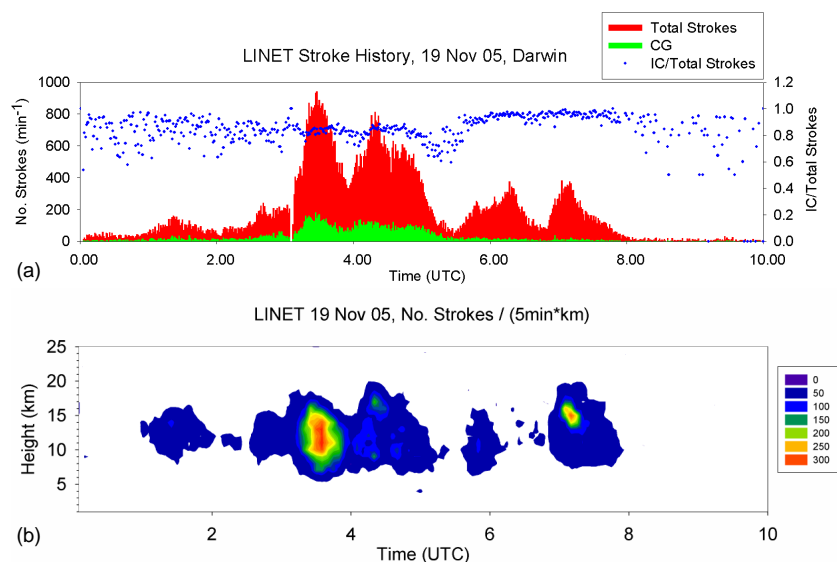 Total Strokes
CG
IC/Total Strokes
LINET Stroke History, 19 Nov 05, Darwin
No. Strokes (min⁻¹)
1000
800
600
400
200
0
1.2
1.0
0.8
0.6
0.4
0.2
0.0
IC/Total Strokes
0.00 2.00 4.00 6.00 8.00 10.00
Time (UTC)
(a)
LINET 19 Nov 05, No. Strokes / (5min*km)
Height (km)
25
20
15
10
5
0
50
100
150
200
250
300
2 4 6 8 10
Time (UTC)
(b)